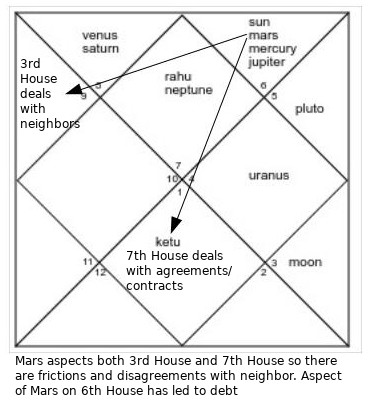 venus
saturn
sun
mars
mercury
jupiter
3rd
House
deals
with
neighbors
rahu
neptune
8
9
6
5
pluto
7
10 4
1
uranus
ketu
7th House deals
with agreements/
contracts
11
12
3
2
moon
Mars aspects both 3rd House and 7th House so there
are frictions and disagreements with neighbor. Aspect
of Mars on 6th House has led to debt